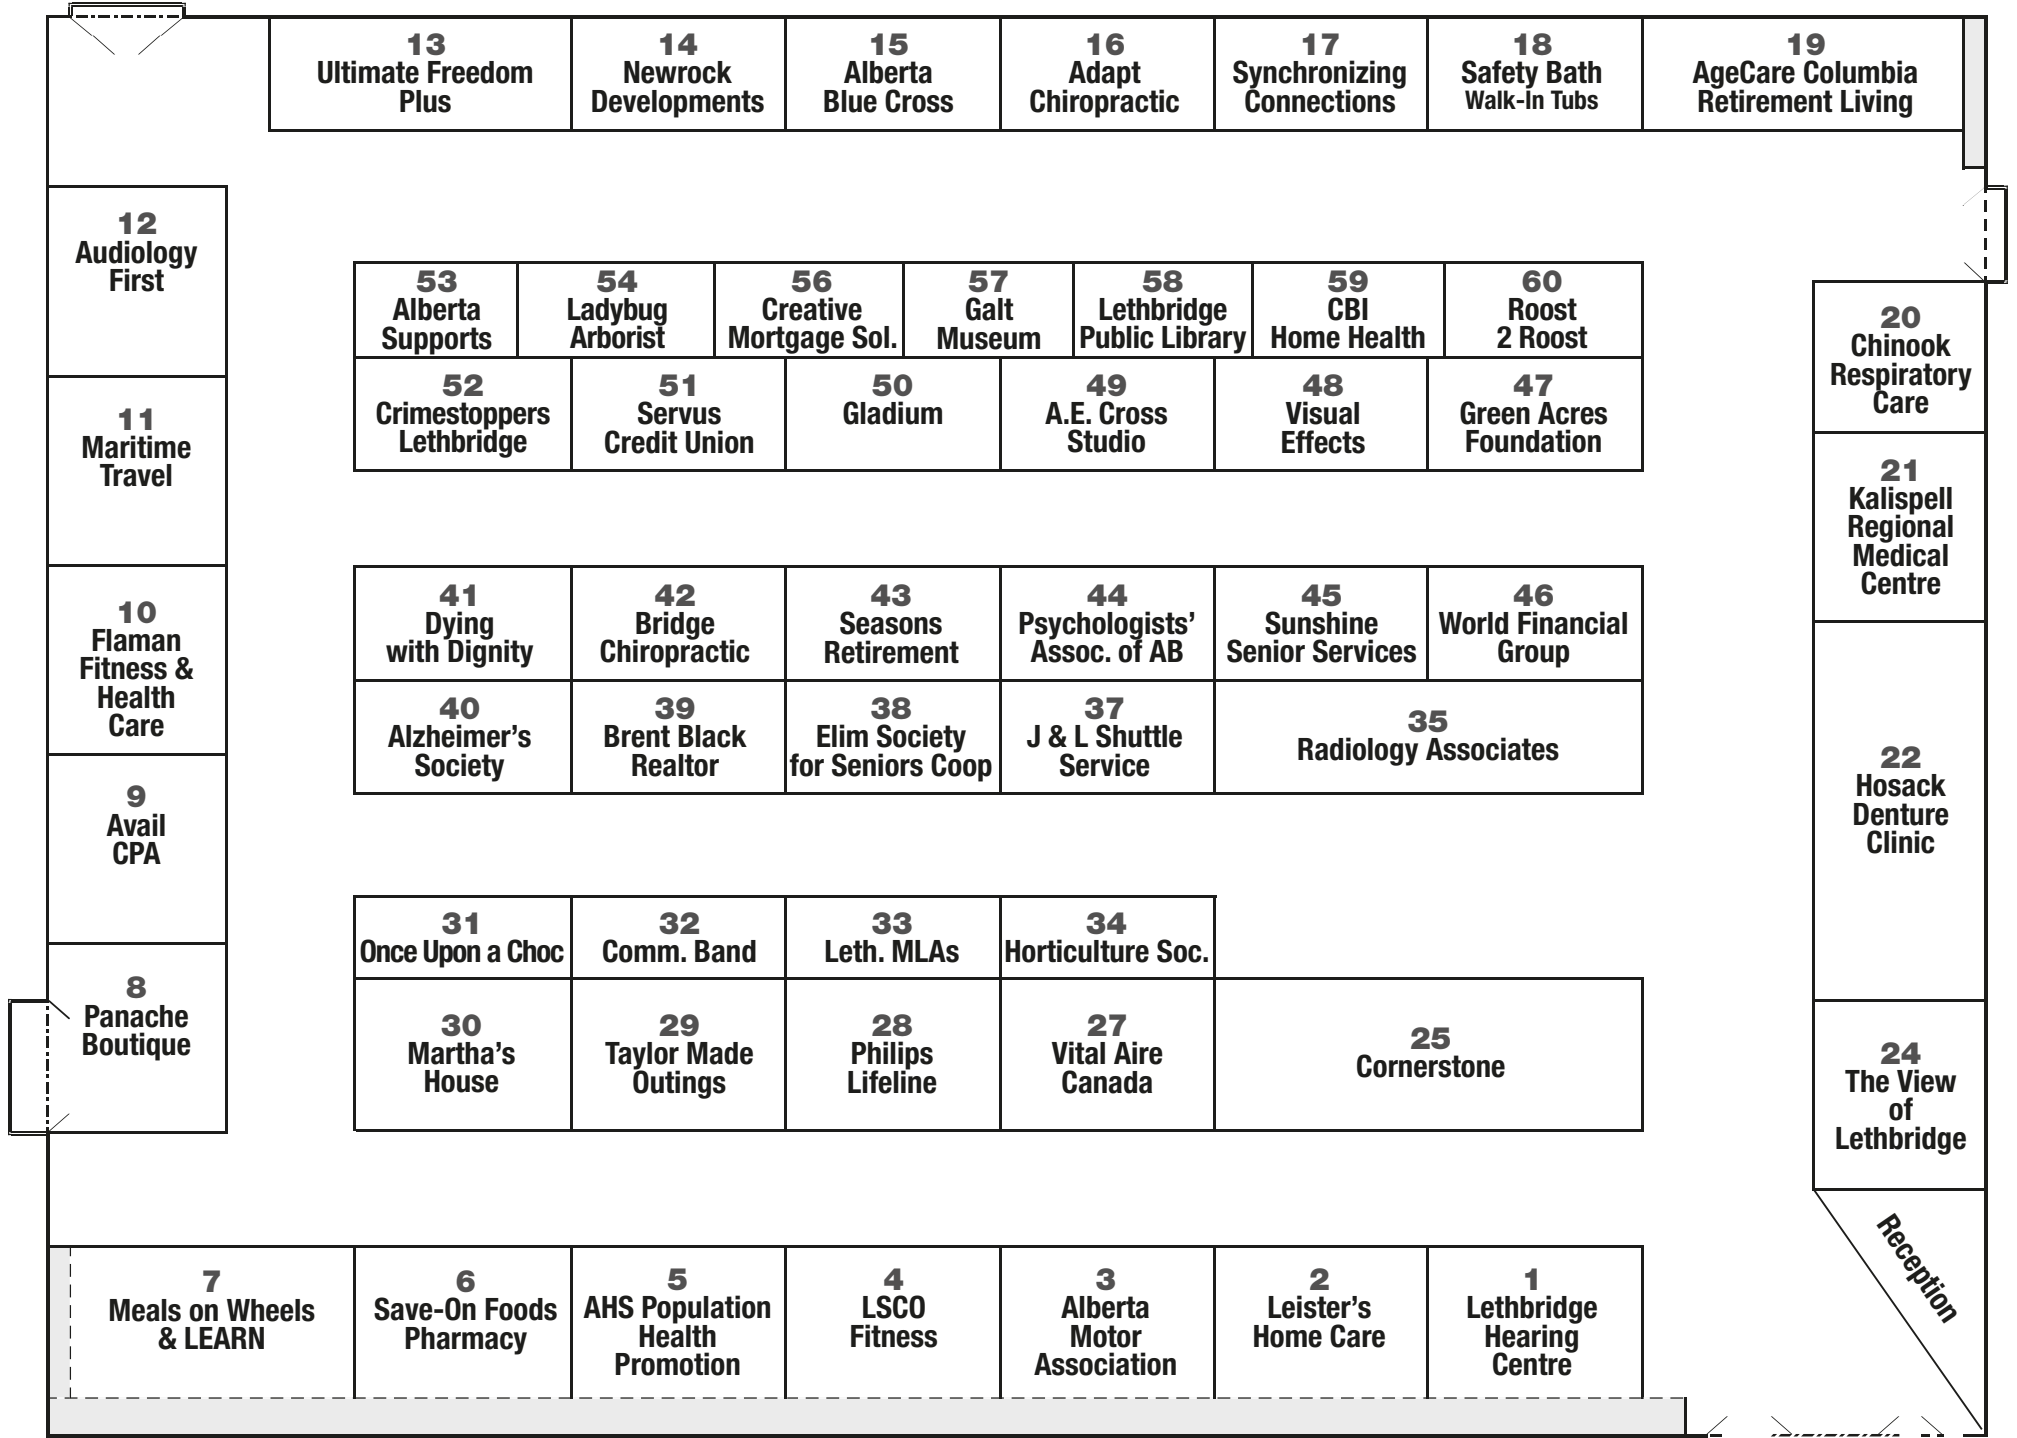 13
Ultimate Freedom
Plus
14
Newrock
Developments
15
Alberta
Blue Cross
16
Adapt
Chiropractic
17
Synchronizing
Connections
18
Safety Bath
Walk-In Tubs
19
AgeCare Columbia
Retirement Living
12
Audiology
First
11
Maritime
Travel
10
Flaman
Fitness &
Health
Care
9
Avail
CPA
8
Panache
Boutique
53
Alberta
Supports
54
Ladybug
Arborist
56
Creative
Mortgage Sol.
57
Galt
Museum
58
Lethbridge
Public Library
59
CBI
Home Health
60
Roost
2 Roost
52
Crimestoppers
Lethbridge
51
Servus
Credit Union
50
Gladium
49
A.E. Cross
Studio
48
Visual
Effects
47
Green Acres
Foundation
41
Dying
with Dignity
42
Bridge
Chiropractic
43
Seasons
Retirement
44
Psychologists’
Assoc. of AB
45
Sunshine
Senior Services
46
World Financial
Group
40
Alzheimer’s
Society
39
Brent Black
Realtor
38
Elim Society
for Seniors Coop
37
J & L Shuttle
Service
35
Radiology Associates
31
Once Upon a Choc
32
Comm. Band
33
Leth. MLAs
34
Horticulture Soc.
30
Martha’s
House
29
Taylor Made
Outings
28
Philips
Lifeline
27
Vital Aire
Canada
25
Cornerstone
20
Chinook
Respiratory
Care
21
Kalispell
Regional
Medical
Centre
22
Hosack
Denture
Clinic
24
The View
of
Lethbridge
Reception
7
Meals on Wheels
& LEARN
6
Save-On Foods
Pharmacy
5
AHS Population
Health
Promotion
4
LSCO
Fitness
3
Alberta
Motor
Association
2
Leister’s
Home Care
1
Lethbridge
Hearing
Centre